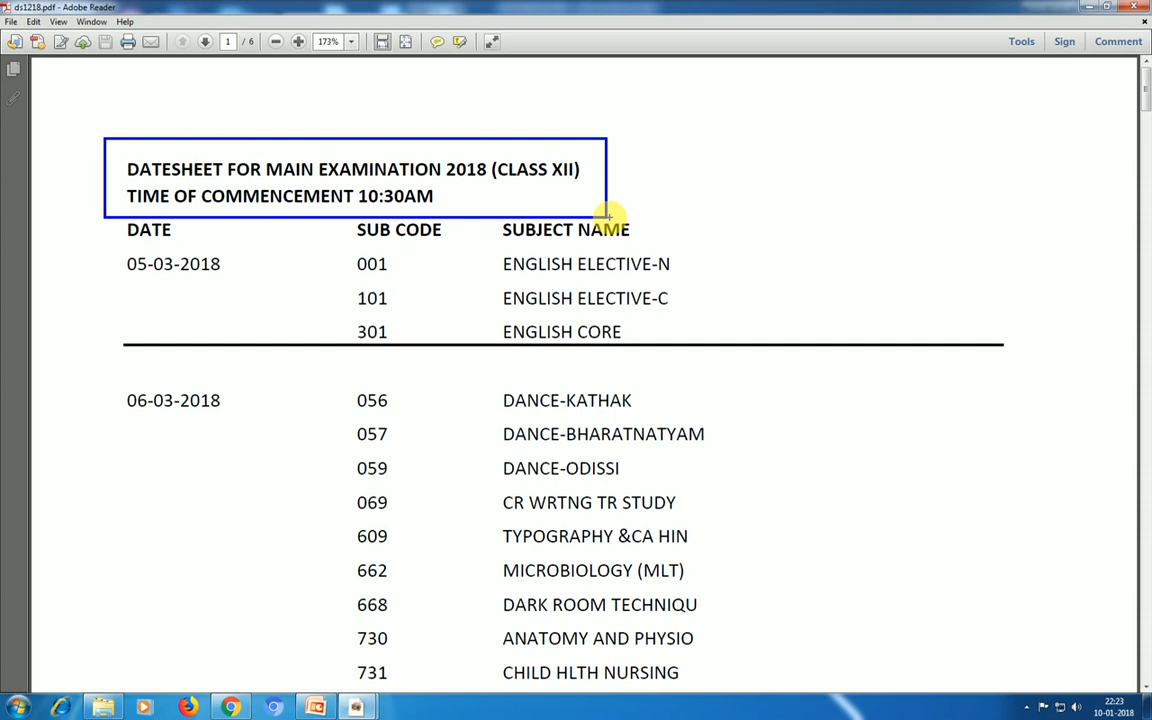 ds1218.pdf - Adobe Reader
File Edit View Window Help
1 / 6 173% Tools Sign Comment
DATESHEET FOR MAIN EXAMINATION 2018 (CLASS XII)
TIME OF COMMENCEMENT 10:30AM
DATE SUB CODE SUBJECT NAME
05-03-2018 001 ENGLISH ELECTIVE-N
101 ENGLISH ELECTIVE-C
301 ENGLISH CORE
06-03-2018 056 DANCE-KATHAK
057 DANCE-BHARATNATYAM
059 DANCE-ODISSI
069 CR WRTNG TR STUDY
609 TYPOGRAPHY &CA HIN
662 MICROBIOLOGY (MLT)
668 DARK ROOM TECHNIQU
730 ANATOMY AND PHYSIO
731 CHILD HLTH NURSING
22:23
10-01-2018